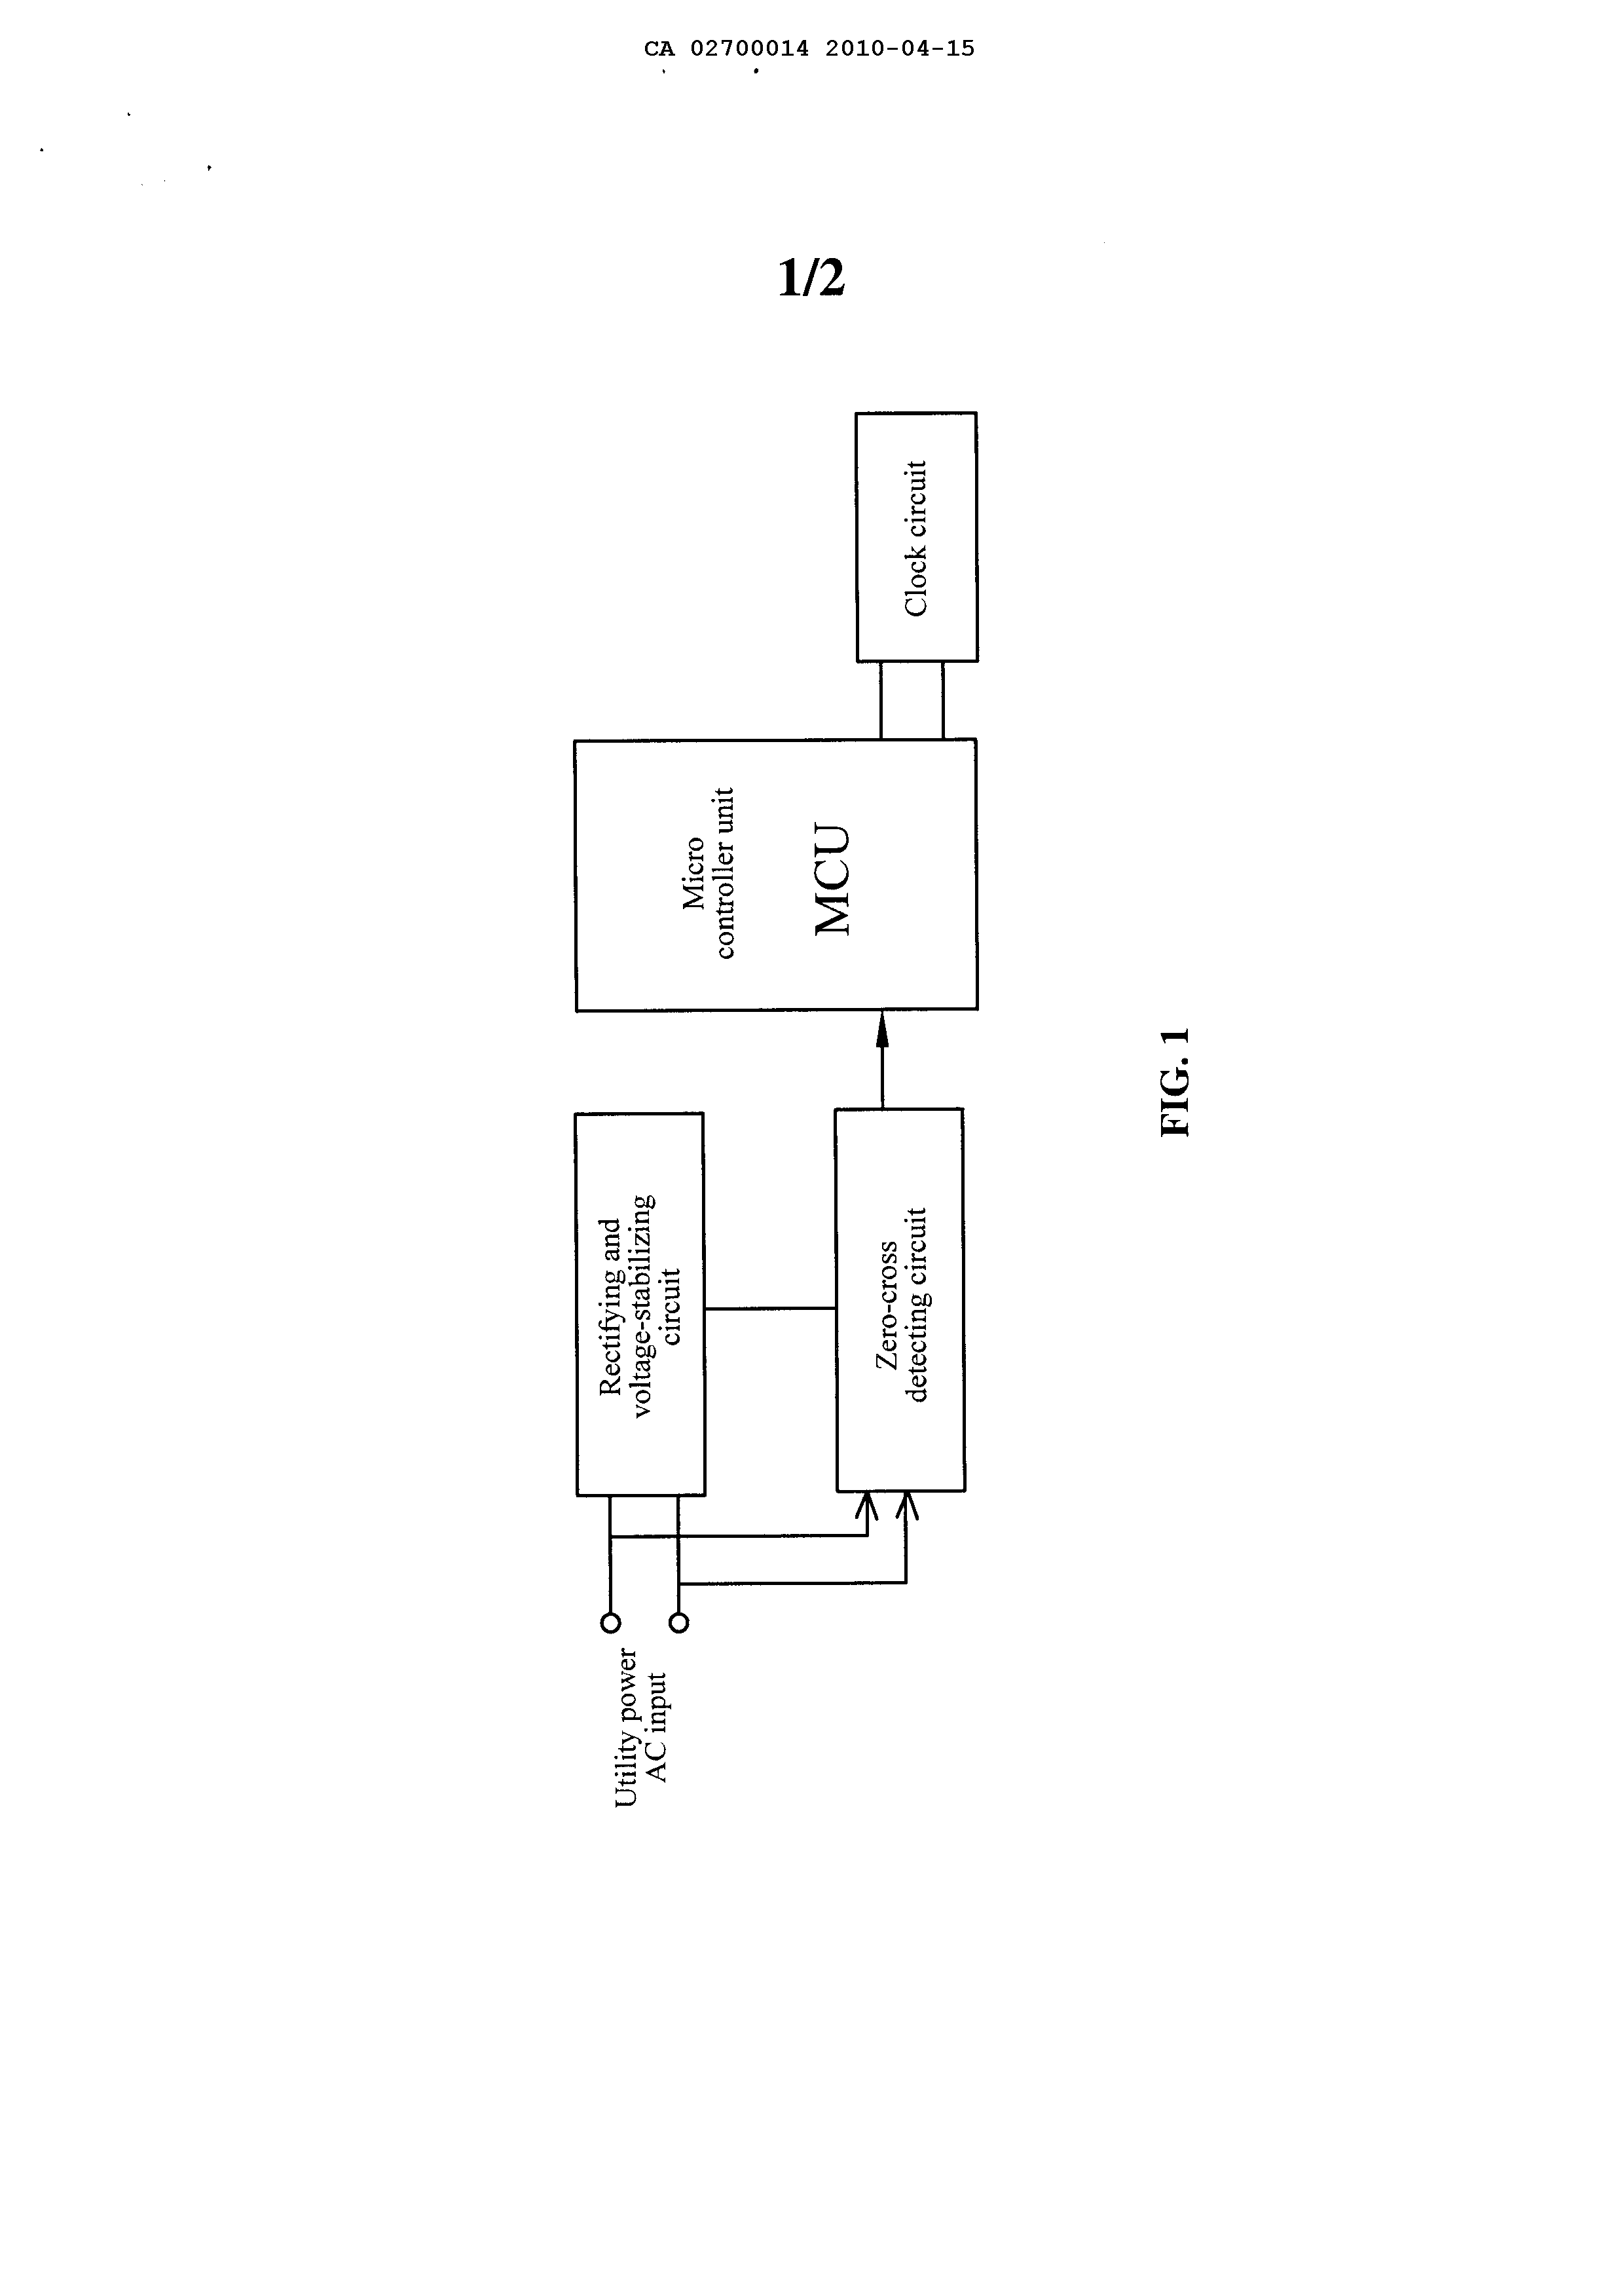 CA 02700014 2010-04-15
1/2
Utility power
AC input
Rectifying and
voltage-stabilizing
circuit
Zero-cross
detecting circuit
Micro
controller unit
MCU
Clock circuit
FIG. 1